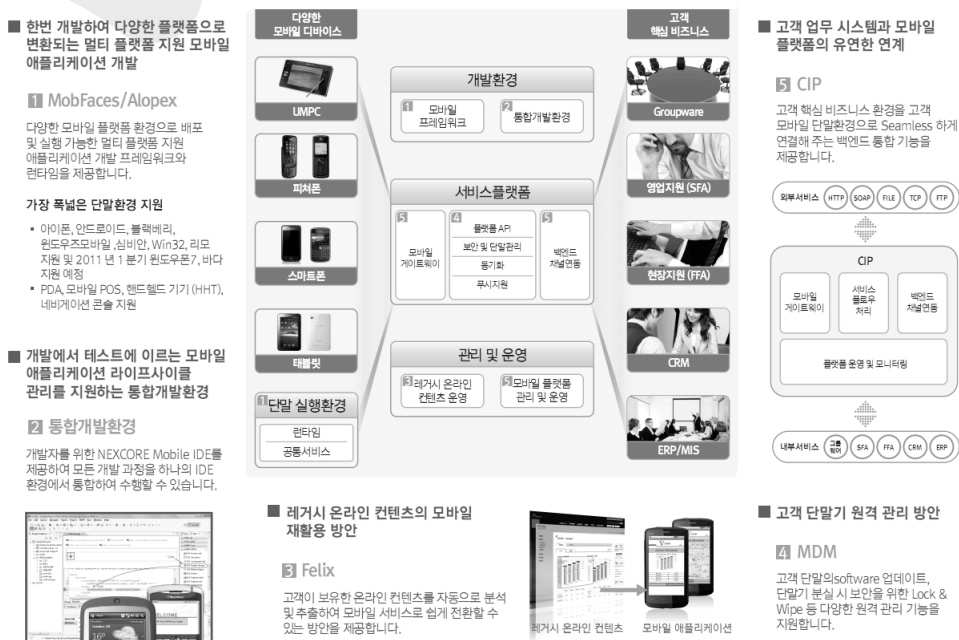 ■ 한번 개발하여 다양한 플랫폼으로
변환되는 멀티 플랫폼 지원 모바일
애플리케이션 개발
1 MobFaces/Alopex
다양한 모바일 플랫폼 환경으로 배포
및 실행 가능한 멀티 플랫폼 지원
애플리케이션 개발 프레임워크와
런타임을 제공합니다.
가장 폭넓은 단말환경 지원
▪ 아이폰, 안드로이드, 블랙베리,
윈도우즈모바일 ,심비안, Win32, 리모
지원 및 2011 년 1 분기 윈도우폰7, 바다
지원 예정
▪ PDA, 모바일 POS, 핸드헬드 기기 (HHT),
네비게이션 콘솔 지원
■ 개발에서 테스트에 이르는 모바일
애플리케이션 라이프사이클
관리를 지원하는 통합개발환경
2 통합개발환경
개발자를 위한 NEXCORE Mobile IDE를
제공하여 모든 개발 과정을 하나의 IDE
환경에서 통합하여 수행할 수 있습니다.
다양한
모바일 디바이스
UMPC
피쳐폰
스마트폰
태블릿
1 단말 실행환경
런타임
공통서비스
개발환경
1 모바일
프레임워크
2 통합개발환경
서비스플랫폼
5 모바일
게이트웨이
4 플랫폼 API
보안 및 단말관리
동기화
푸시지원
5 백엔드
채널연동
관리 및 운영
3 레거시 온라인
컨텐츠 운영
5 모바일 플랫폼
관리 및 운영
고객
핵심 비즈니스
Groupware
영업지원 (SFA)
현장지원 (FFA)
CRM
ERP/MIS
■ 레거시 온라인 컨텐츠의 모바일
재활용 방안
3 Felix
고객이 보유한 온라인 컨텐츠를 자동으로 분석
및 추출하여 모바일 서비스로 쉽게 전환할 수
있는 방안을 제공합니다.
레거시 온라인 컨텐츠
모바일 애플리케이션
■ 고객 업무 시스템과 모바일
플랫폼의 유연한 연계
5 CIP
고객 핵심 비즈니스 환경을 고객
모바일 단말환경으로 Seamless 하게
연결해 주는 백엔드 통합 기능을
제공합니다.
외부서비스 HTTP SOAP FILE TCP FTP
CIP
모바일
게이트웨이
서비스
플로우
처리
백엔드
채널연동
플랫폼 운영 및 모니터링
내부서비스 그룹웨어 SFA FFA CRM ERP
■ 고객 단말기 원격 관리 방안
4 MDM
고객 단말의software 업데이트,
단말기 분실 시 보안을 위한 Lock &
Wipe 등 다양한 원격 관리 기능을
지원합니다.